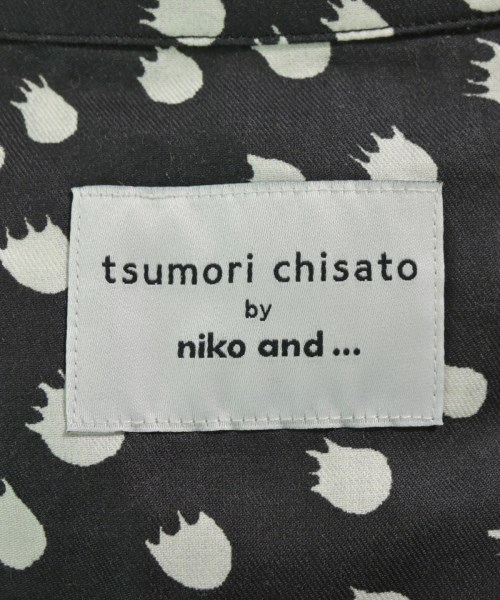 tsumori chisato
by
niko and ...